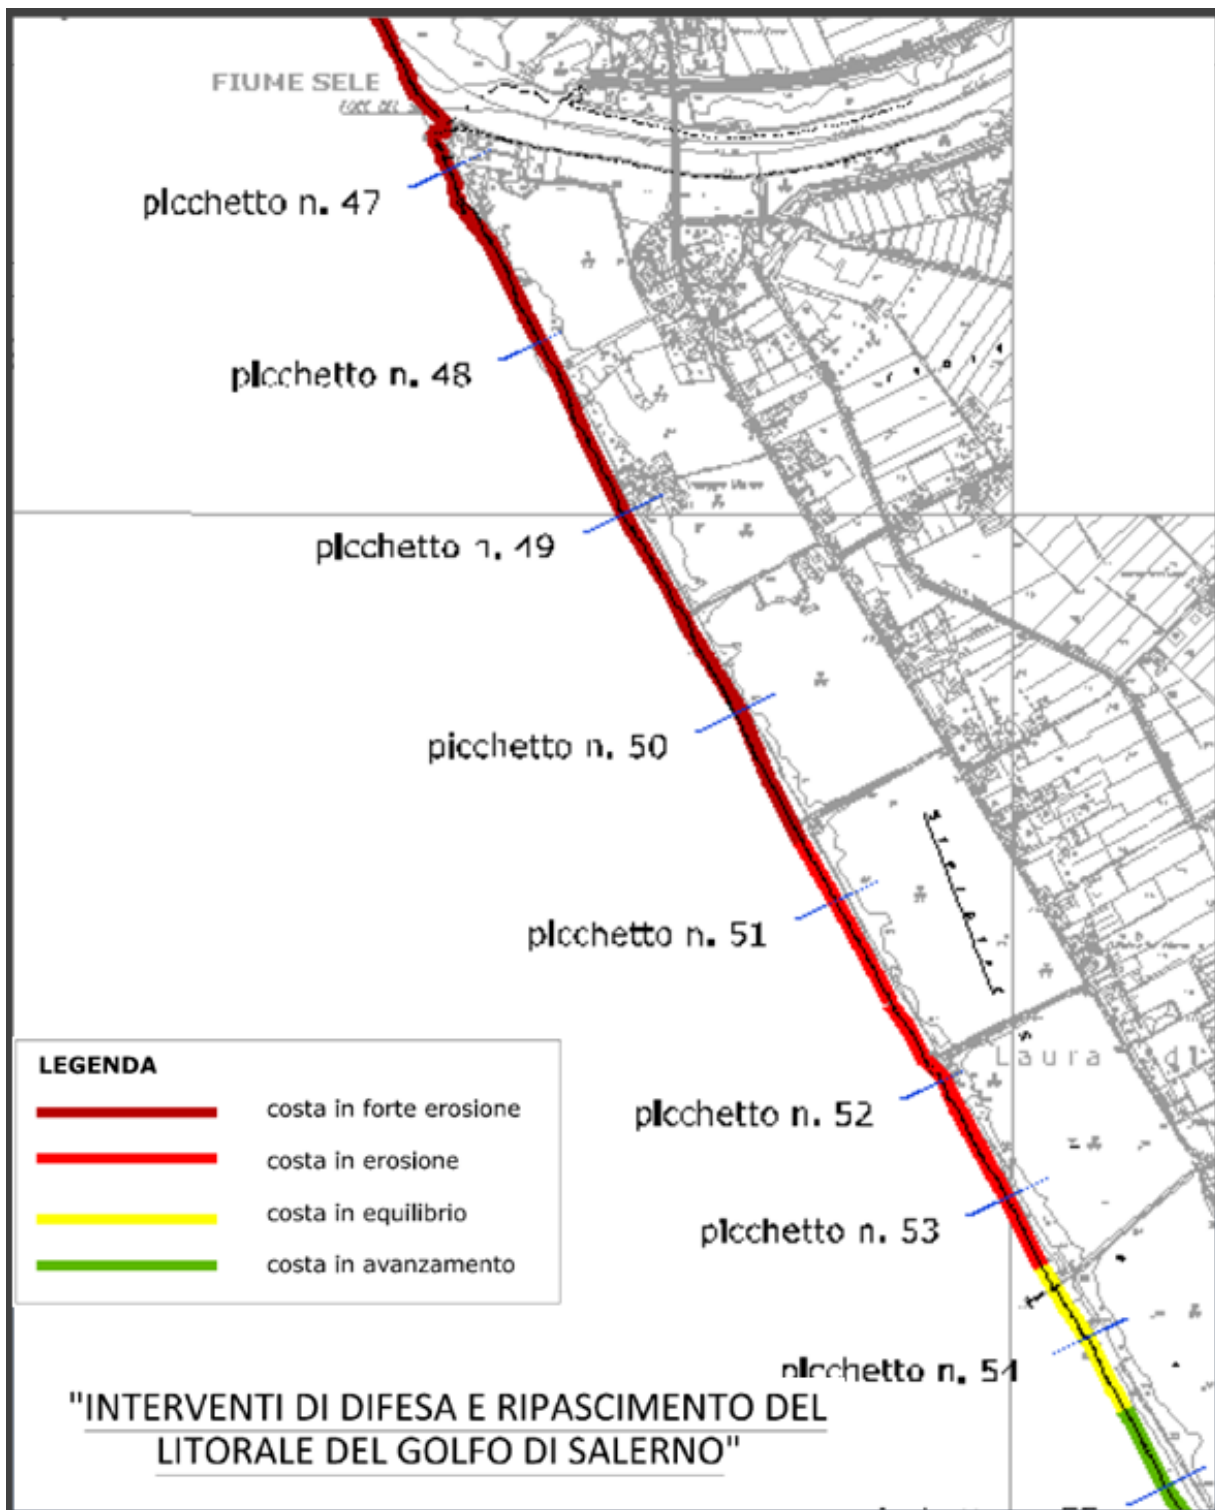 FIUME SELE
picchetto n. 47
picchetto n. 48
picchetto n. 49
picchetto n. 50
picchetto n. 51
Laura di
picchetto n. 52
picchetto n. 53
picchetto n. 54
LEGENDA
costa in forte erosione
costa in erosione
costa in equilibrio
costa in avanzamento
"INTERVENTI DI DIFESA E RIPASCIMENTO DEL
LITORALE DEL GOLFO DI SALERNO"